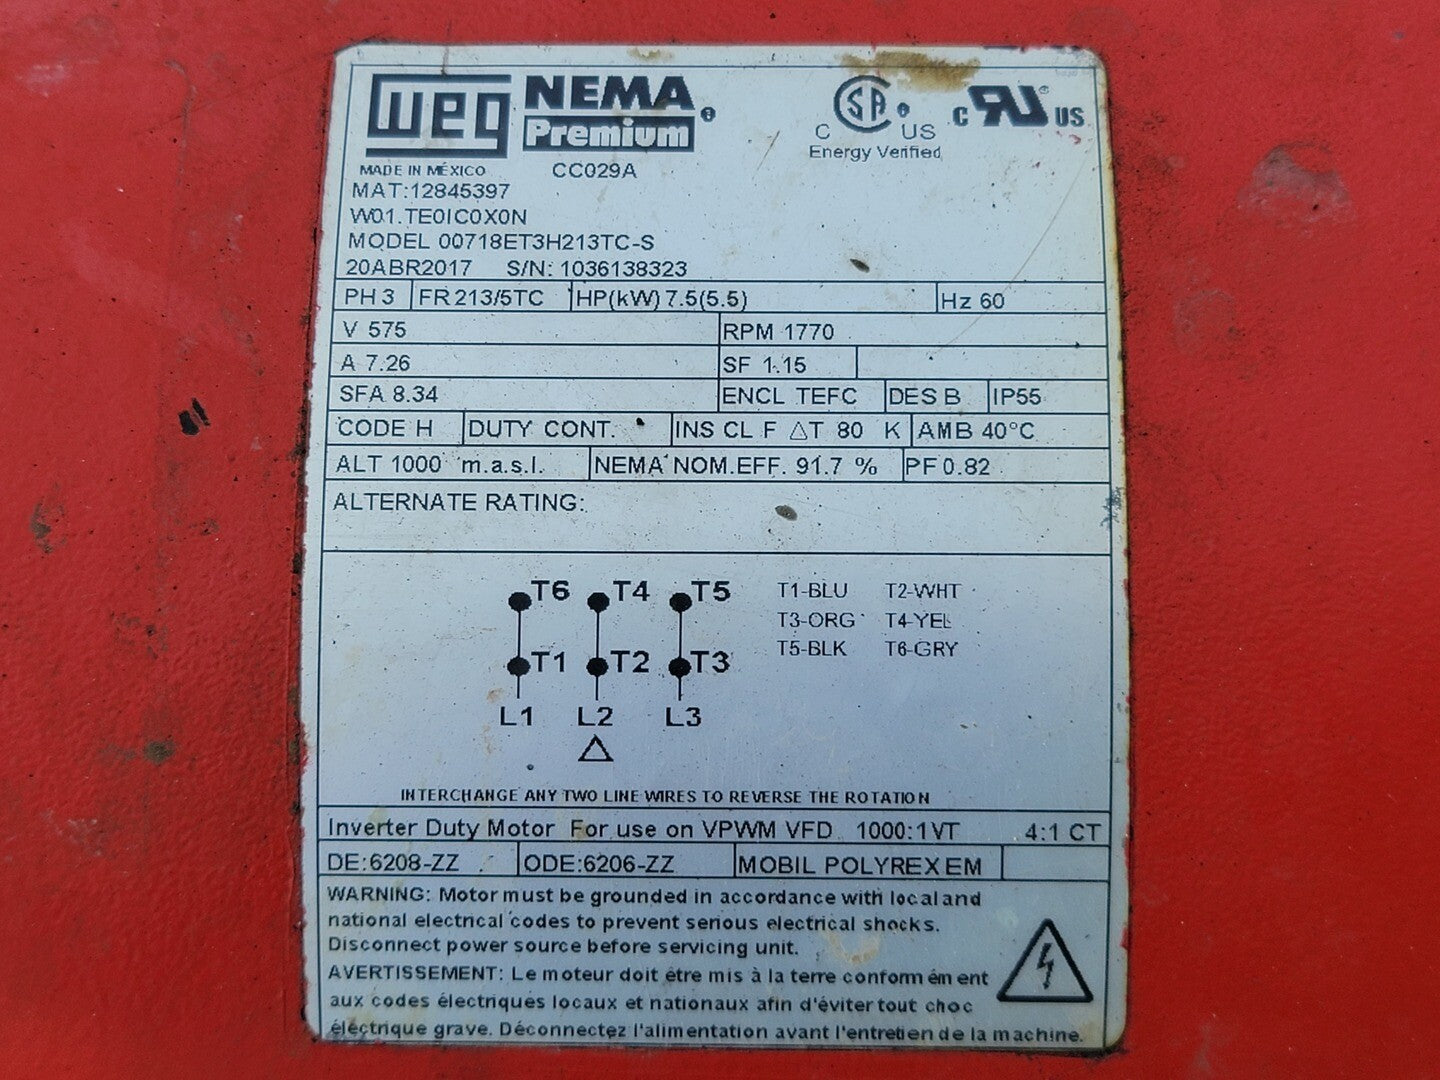 WEG NEMA Premium ®
C CSA ® US
C RU ® US
Energy Verified
MADE IN MÉXICO CC029A
MAT:12845397
W01.TE0IC0X0N
MODEL 00718ET3H213TC-S
20ABR2017 S/N: 1036138323
PH 3 FR 213/5TC HP(kW) 7.5(5.5) Hz 60
V 575 RPM 1770
A 7.26 SF 1.15
SFA 8.34 ENCL TEFC DES B IP55
CODE H DUTY CONT. INS CL F △T 80 K AMB 40°C
ALT 1000 m.a.s.l. NEMA NOM.EFF. 91.7 % PF 0.82
ALTERNATE RATING:
T6 T4 T5 T1-BLU T2-WHT
T3-ORG T4-YEL
T5-BLK T6-GRY
T1 T2 T3
L1 L2 L3
△
INTERCHANGE ANY TWO LINE WIRES TO REVERSE THE ROTATION
Inverter Duty Motor For use on VPWM VFD 1000:1 VT 4:1 CT
DE:6208-ZZ ODE:6206-ZZ MOBIL POLYREX EM
WARNING: Motor must be grounded in accordance with local and
national electrical codes to prevent serious electrical shocks.
Disconnect power source before servicing unit.
AVERTISSEMENT: Le moteur doit être mis à la terre conformément
aux codes électriques locaux et nationaux afin d'éviter tout choc
électrique grave. Déconnectez l'alimentation avant l'entretien de la machine.